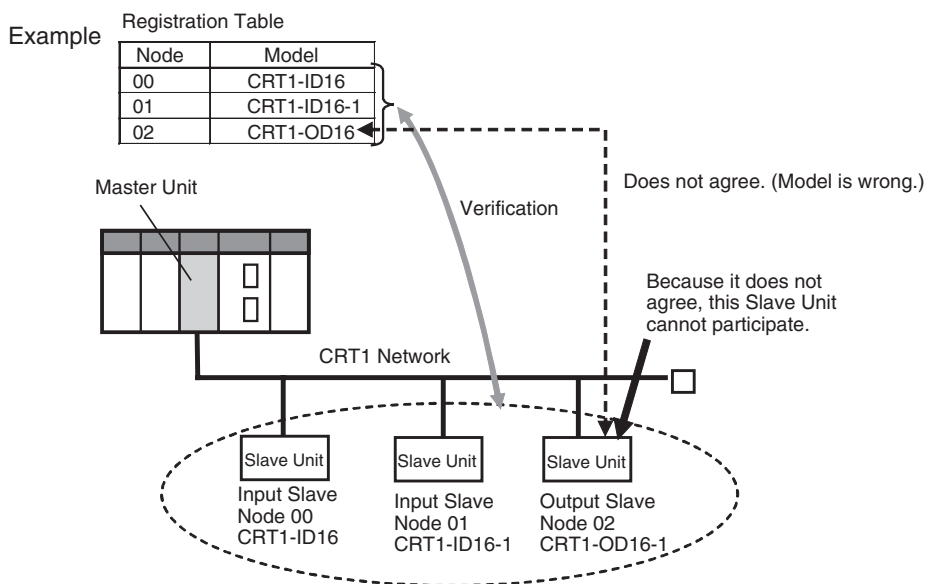 Example
Registration Table
Node Model
00 CRT1-ID16
01 CRT1-ID16-1
02 CRT1-OD16
Does not agree. (Model is wrong.)
Master Unit
Verification
Because it does not
agree, this Slave Unit
cannot participate.
CRT1 Network
Slave Unit
Input Slave
Node 00
CRT1-ID16
Slave Unit
Input Slave
Node 01
CRT1-ID16-1
Slave Unit
Output Slave
Node 02
CRT1-OD16-1